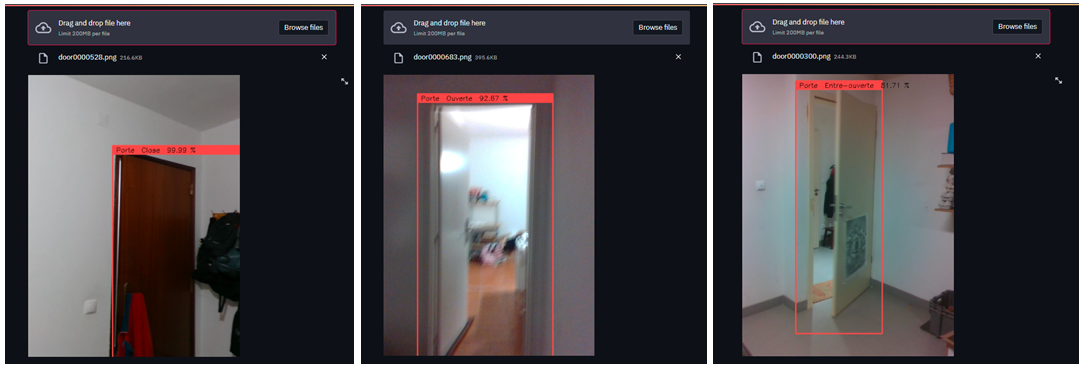 Drag and drop file here
Limit 200MB per file
Browse files
door0000528.png 216.6KB
Porte Close 99.99 %
Drag and drop file here
Limit 200MB per file
Browse files
door0000683.png 395.6KB
Porte Ouverte 92.67 %
Drag and drop file here
Limit 200MB per file
Browse files
door0000300.png 244.3KB
Porte Entre-ouverte 81.71 %